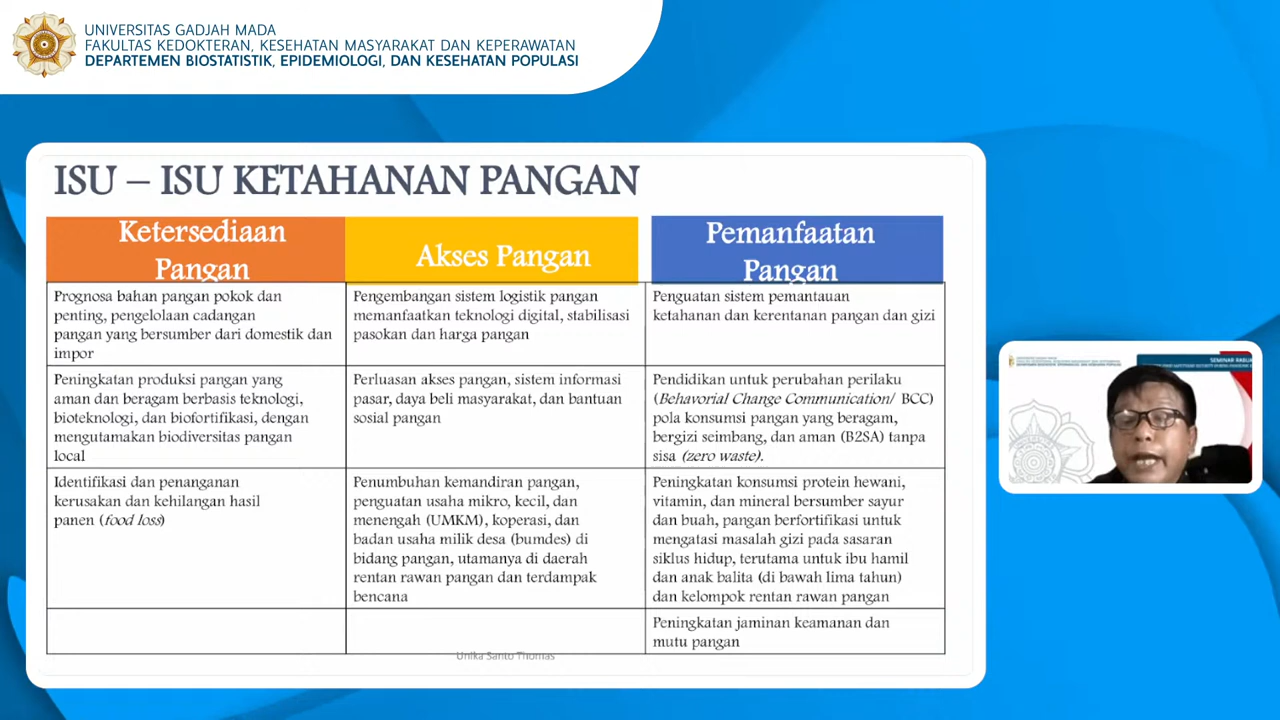 UNIVERSITAS GADJAH MADA
FAKULTAS KEDOKTERAN, KESEHATAN MASYARAKAT DAN KEPERAWATAN
DEPARTEMEN BIOSTATISTIK, EPIDEMIOLOGI, DAN KESEHATAN POPULASI
ISU – ISU KETAHANAN PANGAN
Ketersediaan
Pangan
Akses Pangan
Pemanfaatan
Pangan
Prognosa bahan pangan pokok dan
penting, pengelolaan cadangan
pangan yang bersumber dari domestik dan
impor
Pengembangan sistem logistik pangan
memanfaatkan teknologi digital, stabilisasi
pasokan dan harga pangan
Penguatan sistem pemantauan
ketahanan dan kerentanan pangan dan gizi
Peningkatan produksi pangan yang
aman dan beragam berbasis teknologi,
bioteknologi, dan biofortifikasi, dengan
mengutamakan biodiversitas pangan
local
Perluasan akses pangan, sistem informasi
pasar, daya beli masyarakat, dan bantuan
sosial pangan
Pendidikan untuk perubahan perilaku
(Behavorial Change Communication/ BCC)
pola konsumsi pangan yang beragam,
bergizi seimbang, dan aman (B2SA) tanpa
sisa (zero waste).
Identifikasi dan penanganan
kerusakan dan kehilangan hasil
panen (food loss)
Penumbuhan kemandiran pangan,
penguatan usaha mikro, kecil, dan
menengah (UMKM), koperasi, dan
badan usaha milik desa (bumdes) di
bidang pangan, utamanya di daerah
rentan rawan pangan dan terdampak
bencana
Peningkatan konsumsi protein hewani,
vitamin, dan mineral bersumber sayur
dan buah, pangan berfortifikasi untuk
mengatasi masalah gizi pada sasaran
siklus hidup, terutama untuk ibu hamil
dan anak balita (di bawah lima tahun)
dan kelompok rentan rawan pangan
Peningkatan jaminan keamanan dan
mutu pangan
Unika Santo Thomas
SEMINAR